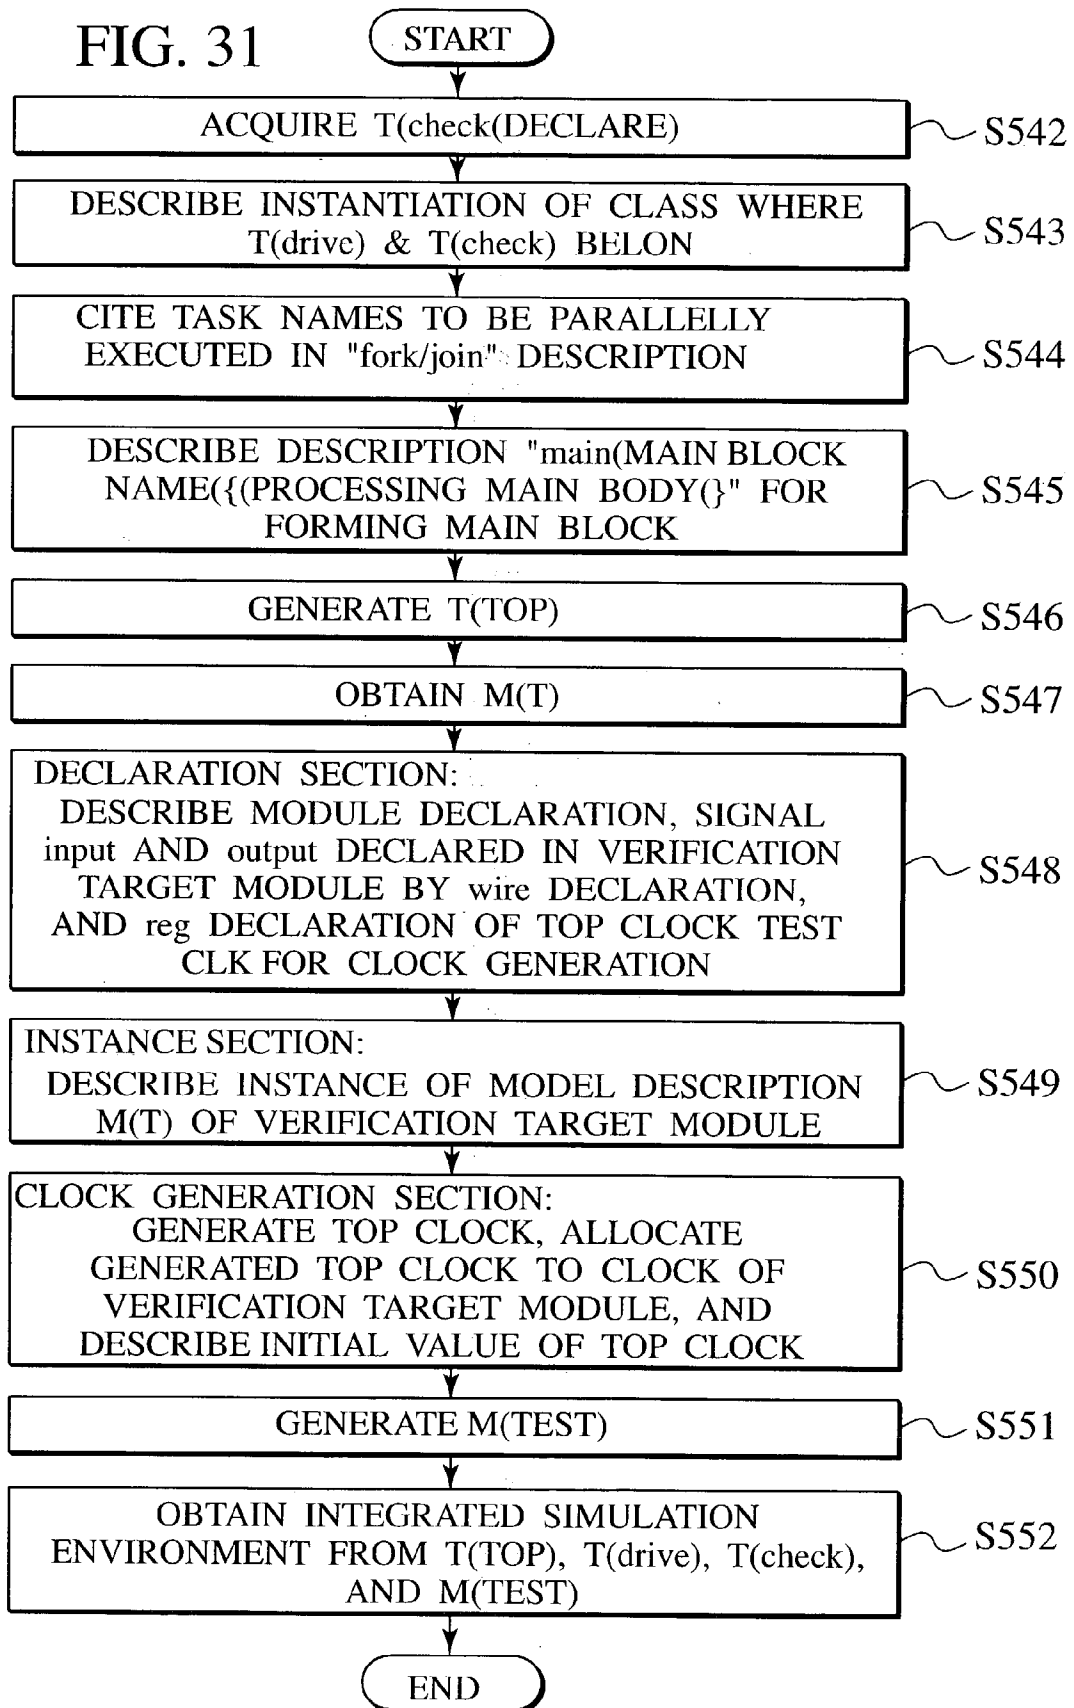 FIG. 31
START
ACQUIRE T(check(DECLARE)
S542
DESCRIBE INSTANTIATION OF CLASS WHERE
T(drive) & T(check) BELON
S543
CITE TASK NAMES TO BE PARALLELLY
EXECUTED IN "fork/join" DESCRIPTION
S544
DESCRIBE DESCRIPTION "main(MAIN BLOCK
NAME({(PROCESSING MAIN BODY(}" FOR
FORMING MAIN BLOCK
S545
GENERATE T(TOP)
S546
OBTAIN M(T)
S547
DECLARATION SECTION:
DESCRIBE MODULE DECLARATION, SIGNAL
input AND output DECLARED IN VERIFICATION
TARGET MODULE BY wire DECLARATION,
AND reg DECLARATION OF TOP CLOCK TEST
CLK FOR CLOCK GENERATION
S548
INSTANCE SECTION:
DESCRIBE INSTANCE OF MODEL DESCRIPTION
M(T) OF VERIFICATION TARGET MODULE
S549
CLOCK GENERATION SECTION:
GENERATE TOP CLOCK, ALLOCATE
GENERATED TOP CLOCK TO CLOCK OF
VERIFICATION TARGET MODULE, AND
DESCRIBE INITIAL VALUE OF TOP CLOCK
S550
GENERATE M(TEST)
S551
OBTAIN INTEGRATED SIMULATION
ENVIRONMENT FROM T(TOP), T(drive), T(check),
AND M(TEST)
S552
END